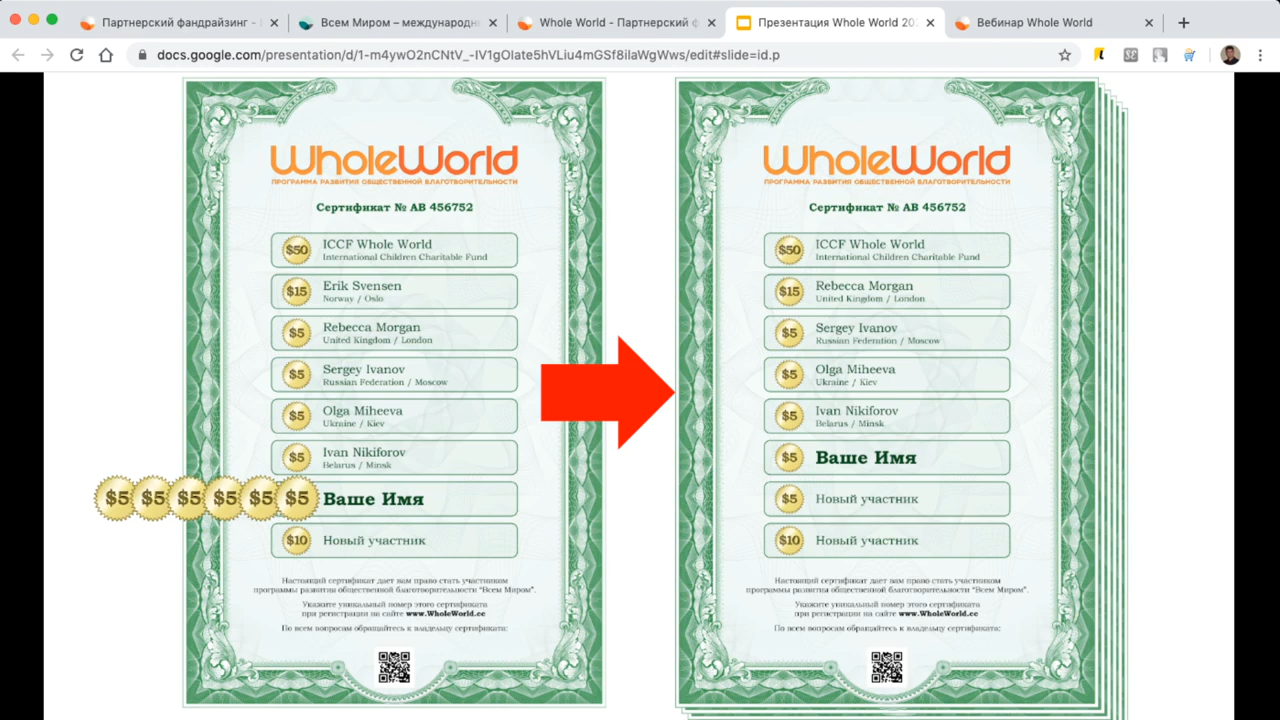 Партнерский фандрайзинг -
Всем Миром – международн
Whole World - Партнерский ф
Презентация Whole World 202
Вебинар Whole World
docs.google.com/presentation/d/1-m4ywO2nCNtV_-IV1gOlate5hVLiu4mGSf8ilaWgWws/edit#slide=id.p
WholeWorld
ПРОГРАММА РАЗВИТИЯ ОБЩЕСТВЕННОЙ БЛАГОТВОРИТЕЛЬНОСТИ
Сертификат № АВ 456752
$50 ICCF Whole World
International Children Charitable Fund
$15 Erik Svensen
Norway / Oslo
$5 Rebecca Morgan
United Kingdom / London
$5 Sergey Ivanov
Russian Federation / Moscow
$5 Olga Miheeva
Ukraine / Kiev
$5 Ivan Nikiforov
Belarus / Minsk
$5 $5 $5 $5 $5 $5 Ваше Имя
$10 Новый участник
Настоящий сертификат дает вам право стать участником
программы развития общественной благотворительности "Всем Миром".
Укажите уникальный номер этого сертификата
при регистрации на сайте www.WholeWorld.cc
По всем вопросам обращайтесь к владельцу сертификата:
WholeWorld
ПРОГРАММА РАЗВИТИЯ ОБЩЕСТВЕННОЙ БЛАГОТВОРИТЕЛЬНОСТИ
Сертификат № АВ 456752
$50 ICCF Whole World
International Children Charitable Fund
$15 Rebecca Morgan
United Kingdom / London
$5 Sergey Ivanov
Russian Federation / Moscow
$5 Olga Miheeva
Ukraine / Kiev
$5 Ivan Nikiforov
Belarus / Minsk
$5 Ваше Имя
$5 Новый участник
$10 Новый участник
Настоящий сертификат дает вам право стать участником
программы развития общественной благотворительности "Всем Миром".
Укажите уникальный номер этого сертификата
при регистрации на сайте www.WholeWorld.cc
По всем вопросам обращайтесь к владельцу сертификата: